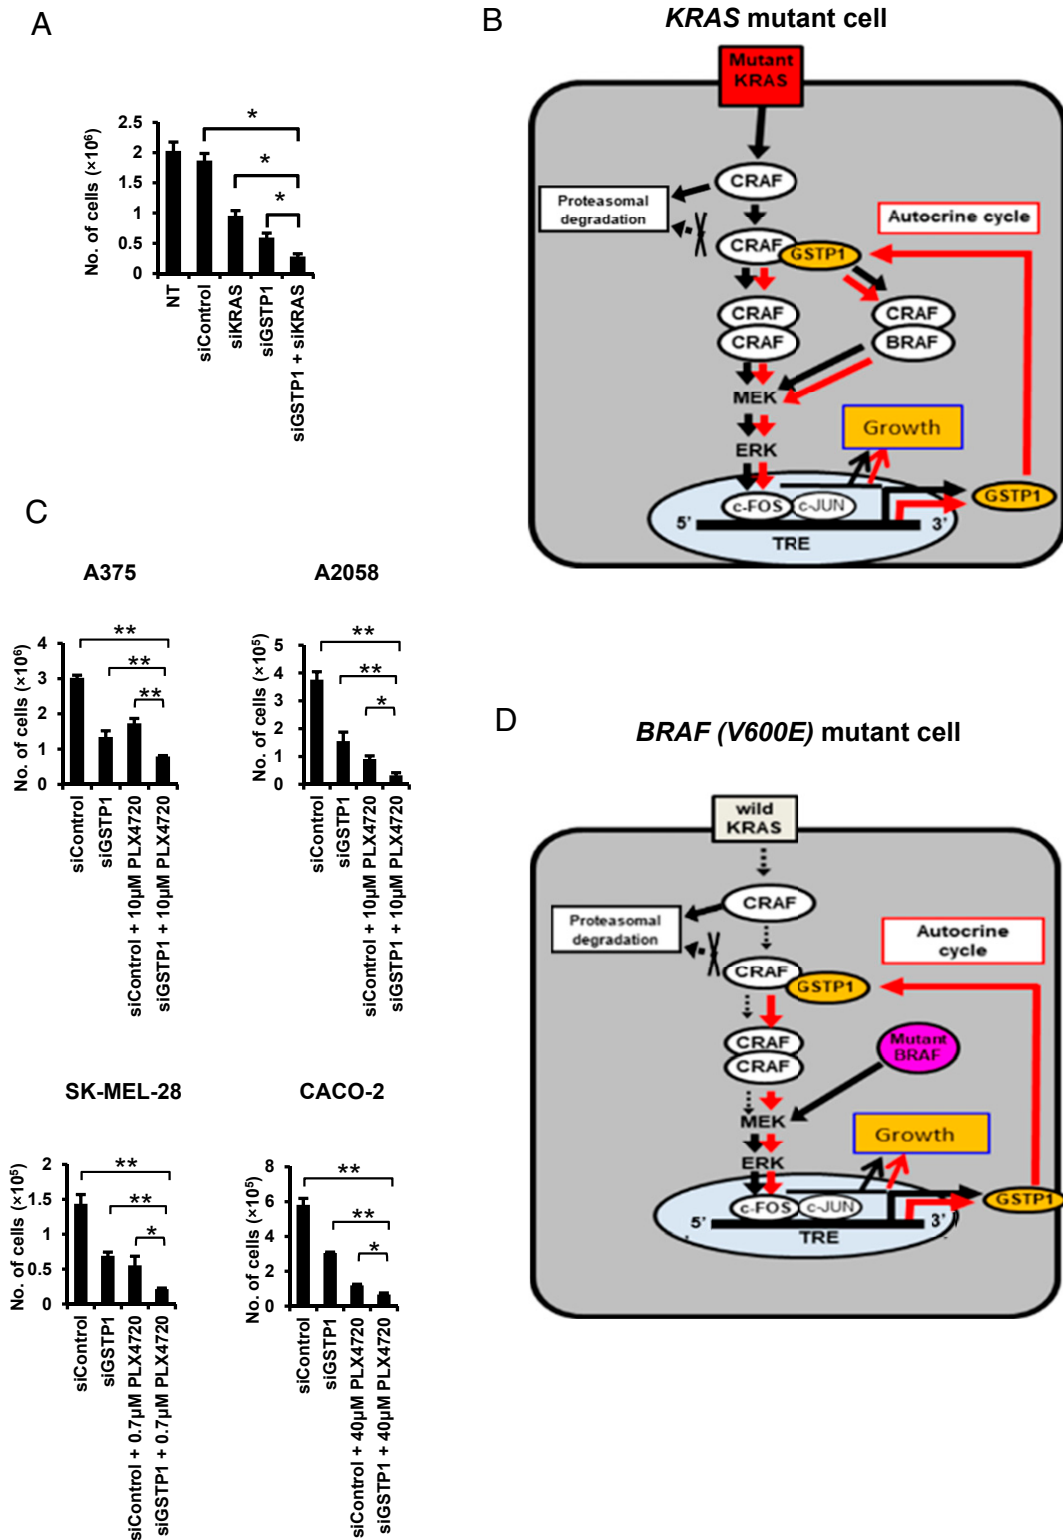 A
No. of cells (×10⁶)
2.5
2
1.5
1
0.5
0
*
*
*
NT
siControl
siKRAS
siGSTP1
siGSTP1 + siKRAS
B
KRAS mutant cell
Mutant
KRAS
CRAF
Proteasomal
degradation
Autocrine cycle
CRAF
GSTP1
CRAF
CRAF
CRAF
BRAF
MEK
Growth
ERK
c-FOS
c-JUN
GSTP1
5’
3’
TRE
C
A375
No. of cells (×10⁶)
4
3
2
1
0
**
**
**
siControl
siGSTP1
siControl + 10µM PLX4720
siGSTP1 + 10µM PLX4720
A2058
No. of cells (×10⁵)
5
4
3
2
1
0
**
**
*
siControl
siGSTP1
siControl + 10µM PLX4720
siGSTP1 + 10µM PLX4720
SK-MEL-28
No. of cells (×10⁵)
2
1.5
1
0.5
0
**
**
*
siControl
siGSTP1
siControl + 0.7µM PLX4720
siGSTP1 + 0.7µM PLX4720
CACO-2
No. of cells (×10⁵)
8
6
4
2
0
**
**
*
siControl
siGSTP1
siControl + 40µM PLX4720
siGSTP1 + 40µM PLX4720
D
BRAF (V600E) mutant cell
wild
KRAS
CRAF
Proteasomal
degradation
Autocrine
cycle
CRAF
GSTP1
CRAF
CRAF
Mutant
BRAF
MEK
Growth
ERK
c-FOS
c-JUN
GSTP1
5’
3’
TRE